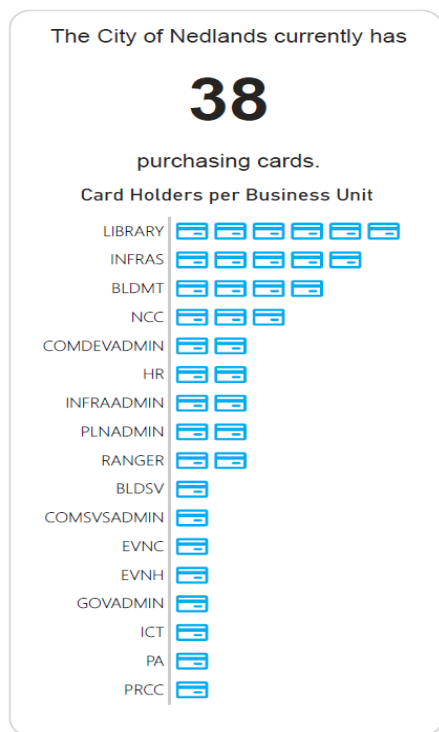 The City of Nedlands currently has
38
purchasing cards.
Card Holders per Business Unit
LIBRARY
INFRAS
BLDMT
NCC
COMDEVADMIN
HR
INFRAADMIN
PLNADMIN
RANGER
BLDSV
COMSVSADMIN
EVNC
EVNH
GOVADMIN
ICT
PA
PRCC